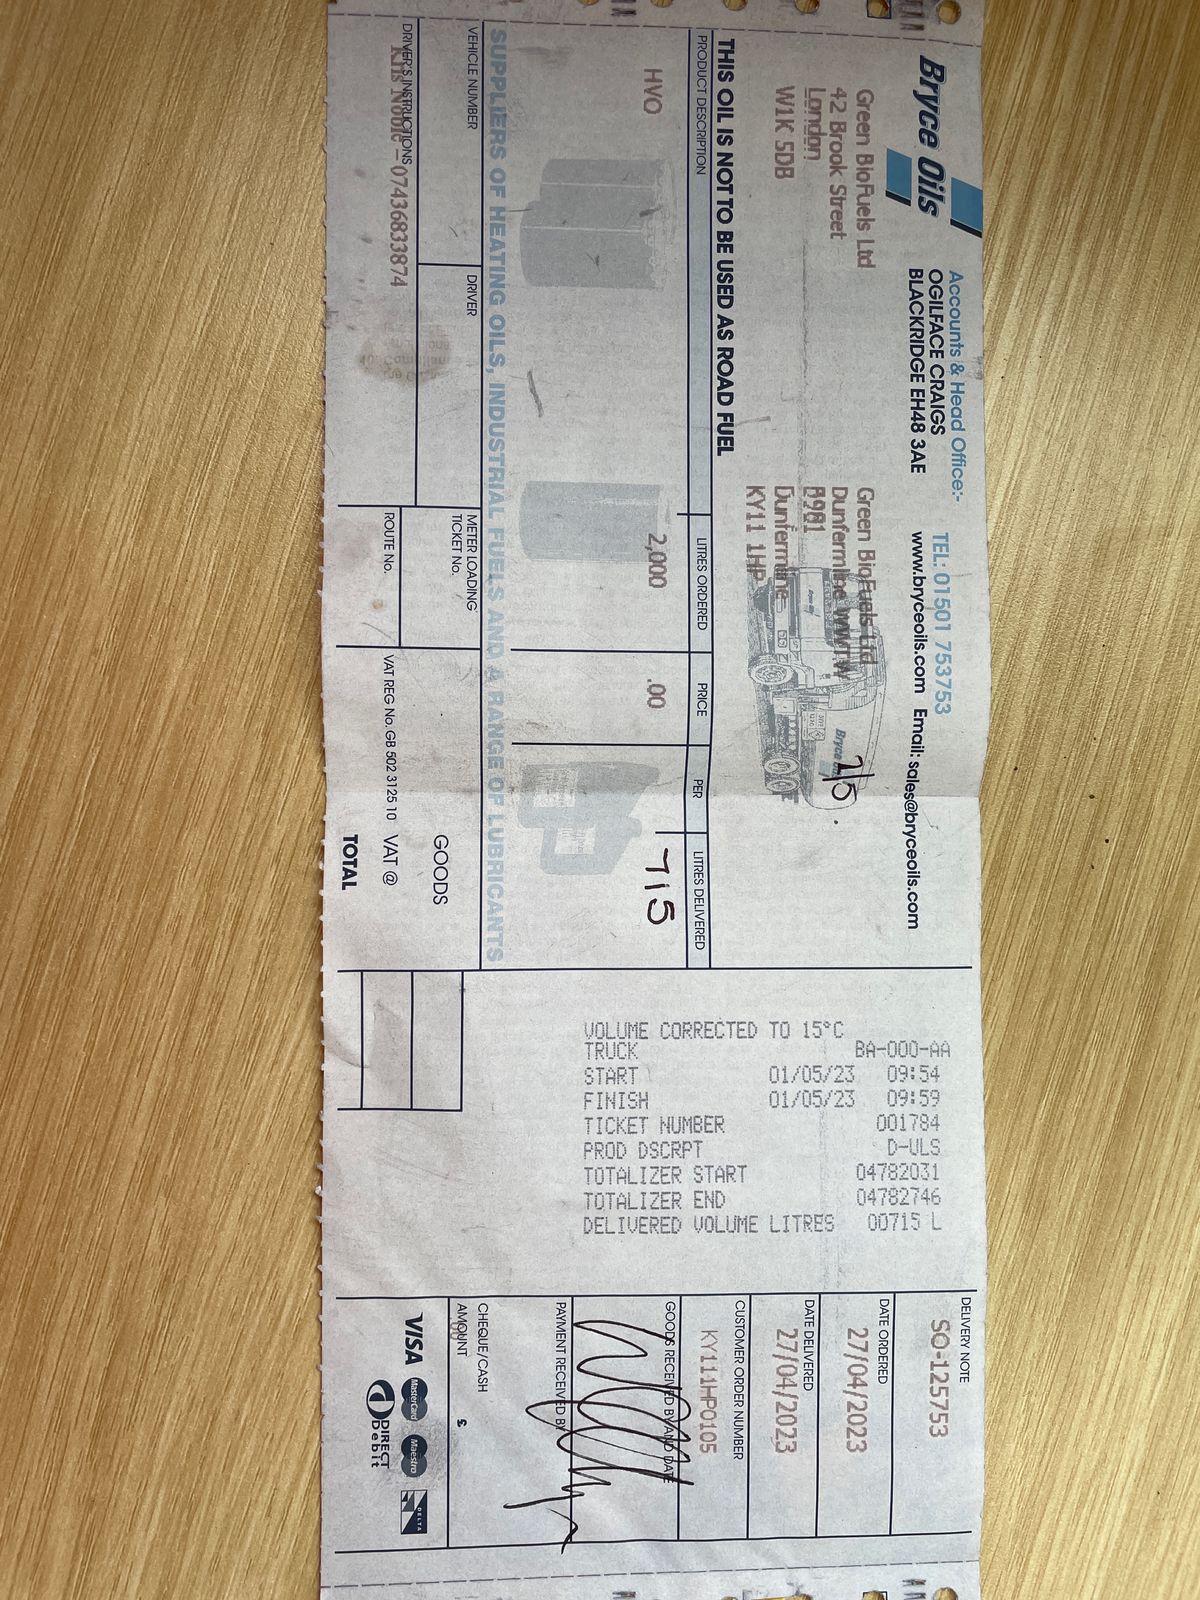 Bryce Oils
Accounts & Head Office:-
OGILFACE CRAIGS
BLACKRIDGE EH48 3AE
TEL: 01501 753753
www.bryceoils.com Email: sales@bryceoils.com
Green BioFuels Ltd
42 Brook Street
London
W1K 5DB
Green BioFuels Ltd
Dunfermline WWTW
Dunfermline
KY11 1HP
Bryce
1/5.
THIS OIL IS NOT TO BE USED AS ROAD FUEL
PRODUCT DESCRIPTION
LITRES ORDERED
PRICE
PER
LITRES DELIVERED
HVO
2,000
.00
715
SUPPLIERS OF HEATING OILS, INDUSTRIAL FUELS AND A RANGE OF LUBRICANTS
VEHICLE NUMBER
DRIVER
METER LOADING
TICKET No.
GOODS
DRIVER'S INSTRUCTIONS
Kris Noble - 07436833874
ROUTE No.
VAT REG No. GB 502 3125 10 VAT @
TOTAL
VOLUME CORRECTED TO 15°C
TRUCK BA-000-AA
START 01/05/23 09:54
FINISH 01/05/23 09:59
TICKET NUMBER 001784
PROD DSCRPT D-ULS
TOTALIZER START 04782031
TOTALIZER END 04782746
DELIVERED VOLUME LITRES 00715 L
DELIVERY NOTE
SO-125753
DATE ORDERED
27/04/2023
DATE DELIVERED
27/04/2023
CUSTOMER ORDER NUMBER
KY111HP0105
GOODS RECEIVED BY AND DATE
PAYMENT RECEIVED BY
CHEQUE/CASH
AMOUNT £
VISA
MasterCard
Maestro
DELTA
DIRECT
Debit